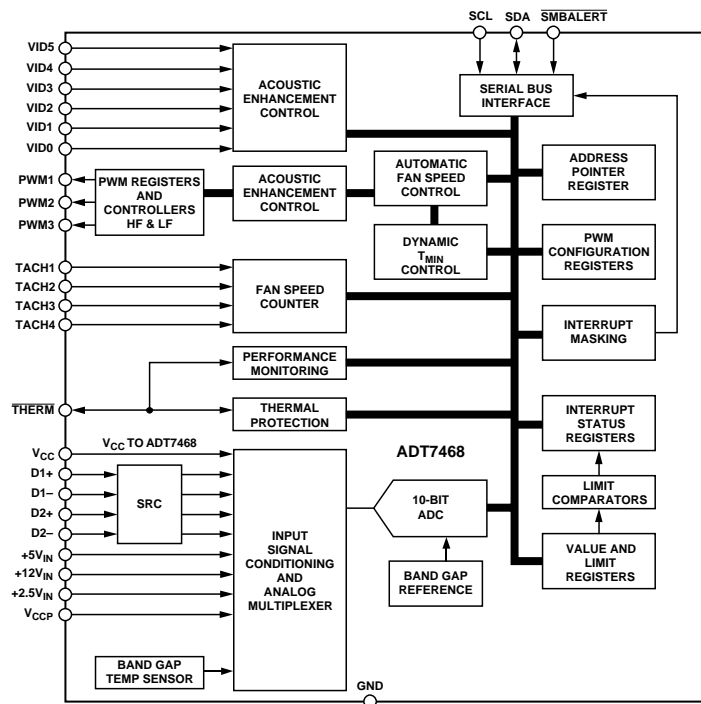 SCL SDA SMBALERT
VID5
VID4
VID3
VID2
VID1
VID0
ACOUSTIC
ENHANCEMENT
CONTROL
SERIAL BUS
INTERFACE
PWM1
PWM2
PWM3
PWM REGISTERS
AND
CONTROLLERS
HF & LF
ACOUSTIC
ENHANCEMENT
CONTROL
AUTOMATIC
FAN SPEED
CONTROL
ADDRESS
POINTER
REGISTER
DYNAMIC
TMIN
CONTROL
PWM
CONFIGURATION
REGISTERS
TACH1
TACH2
TACH3
TACH4
FAN SPEED
COUNTER
INTERRUPT
MASKING
PERFORMANCE
MONITORING
THERM
THERMAL
PROTECTION
INTERRUPT
STATUS
REGISTERS
VCC
VCC TO ADT7468
ADT7468
D1+
D1–
D2+
D2–
SRC
+5VIN
+12VIN
+2.5VIN
VCCP
INPUT
SIGNAL
CONDITIONING
AND
ANALOG
MULTIPLEXER
10-BIT
ADC
LIMIT
COMPARATORS
BAND GAP
REFERENCE
VALUE AND
LIMIT
REGISTERS
BAND GAP
TEMP SENSOR
GND